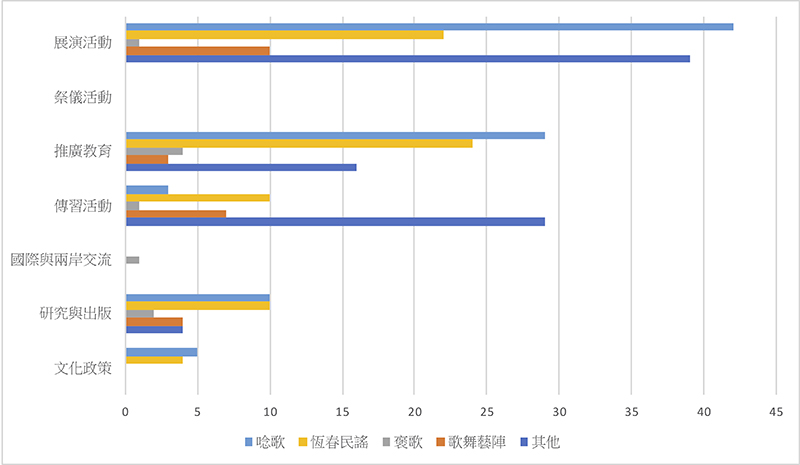 展演活動
祭儀活動
推廣教育
傳習活動
國際與兩岸交流
研究與出版
文化政策
0 5 10 15 20 25 30 35 40 45
唸歌 恆春民謠 褒歌 歌舞藝陣 其他